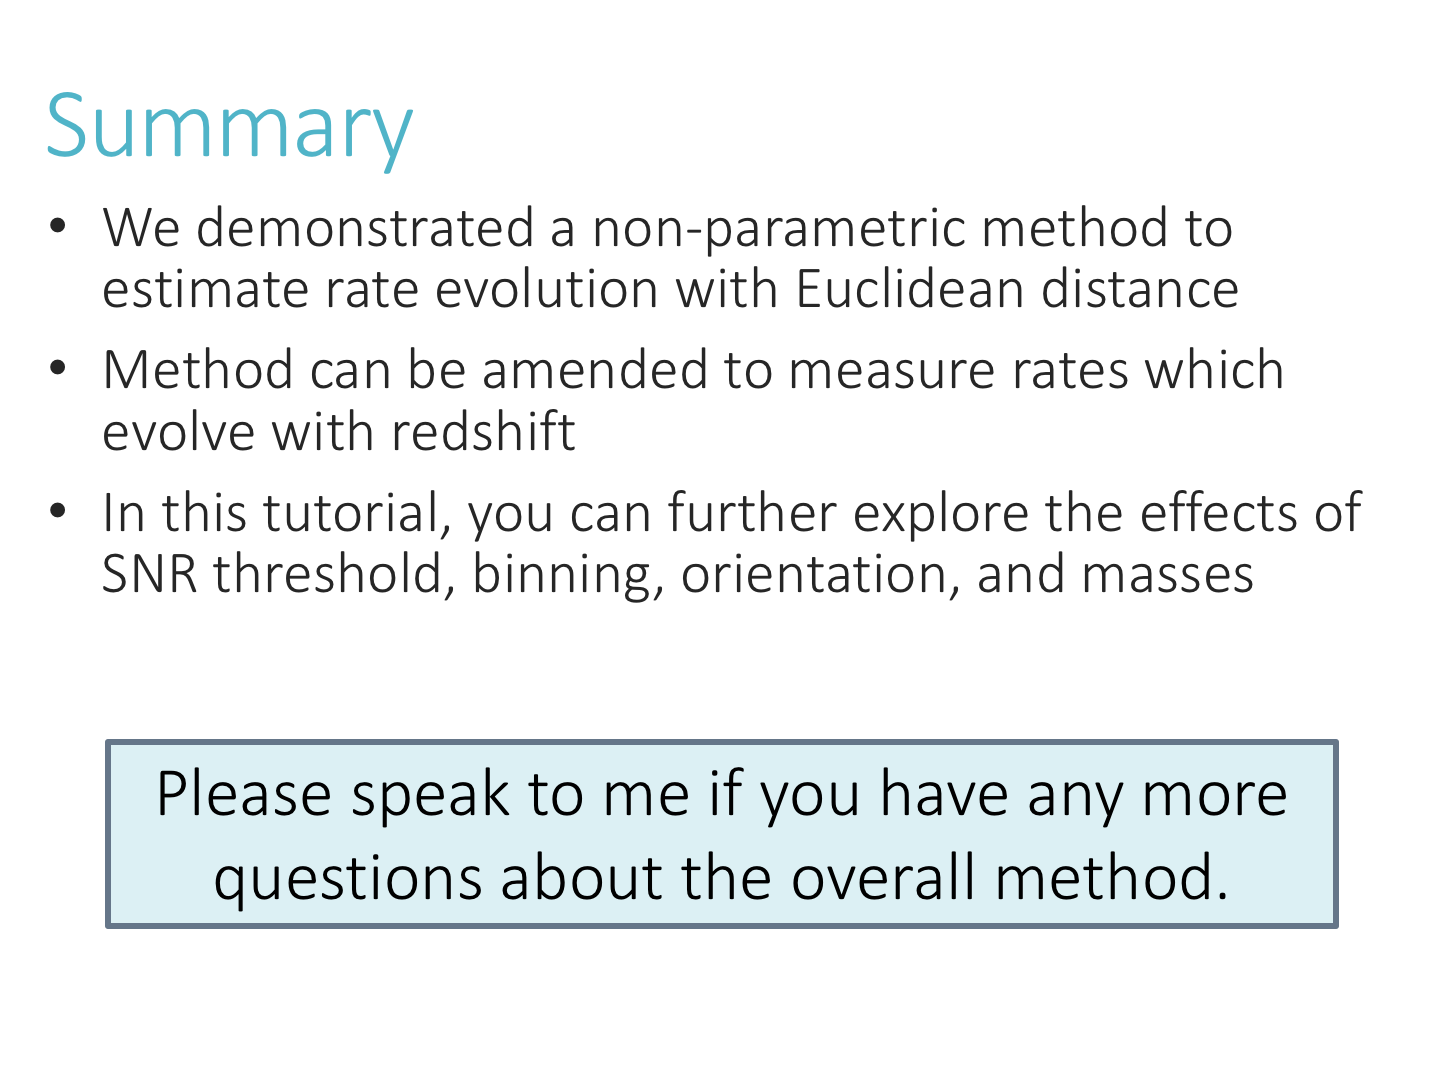 Summary
• We demonstrated a non-parametric method to
estimate rate evolution with Euclidean distance
• Method can be amended to measure rates which
evolve with redshift
• In this tutorial, you can further explore the effects of
SNR threshold, binning, orientation, and masses
Please speak to me if you have any more
questions about the overall method.